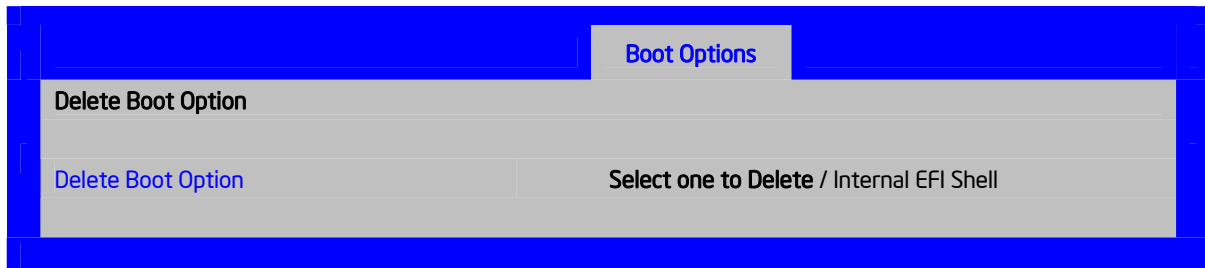 Boot Options
Delete Boot Option
Delete Boot Option Select one to Delete / Internal EFI Shell